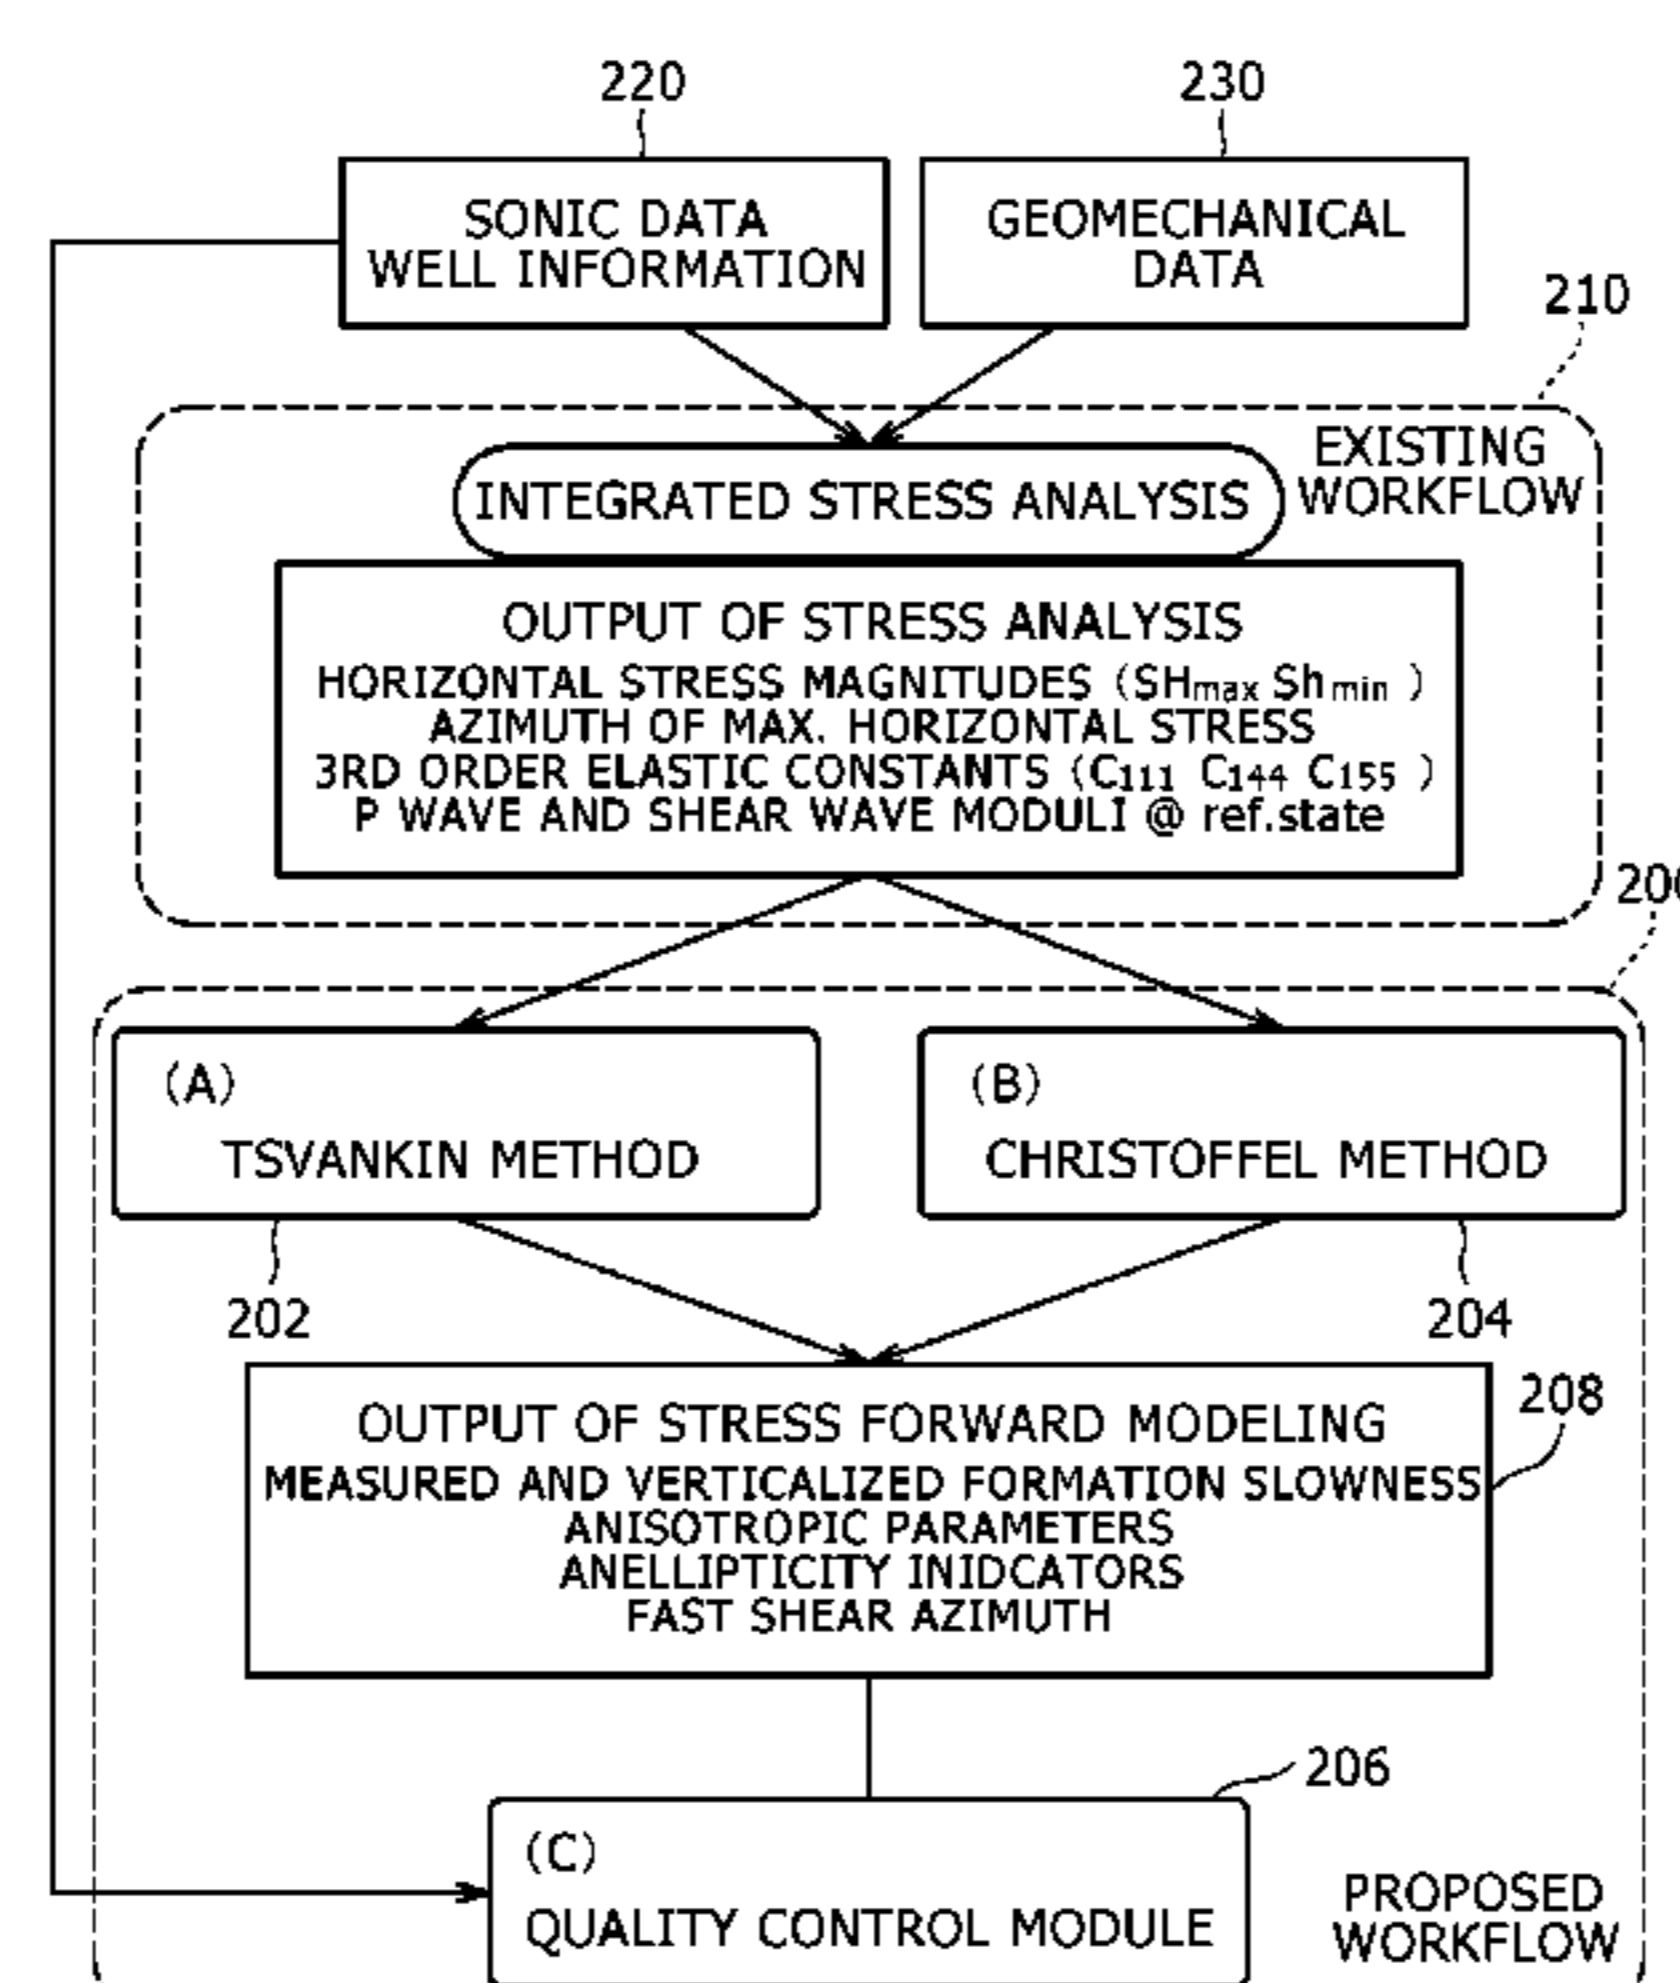 220
230
SONIC DATA
WELL INFORMATION
GEOMECHANICAL
DATA
210
EXISTING
WORKFLOW
INTEGRATED STRESS ANALYSIS
OUTPUT OF STRESS ANALYSIS
HORIZONTAL STRESS MAGNITUDES (SHmax Shmin )
AZIMUTH OF MAX. HORIZONTAL STRESS
3RD ORDER ELASTIC CONSTANTS (C111 C144 C155 )
P WAVE AND SHEAR WAVE MODULI @ ref.state
(A)
TSVANKIN METHOD
(B)
CHRISTOFFEL METHOD
202
204
208
OUTPUT OF STRESS FORWARD MODELING
MEASURED AND VERTICALIZED FORMATION SLOWNESS
ANISOTROPIC PARAMETERS
ANELLIPTICITY INIDCATORS
FAST SHEAR AZIMUTH
206
(C)
QUALITY CONTROL MODULE
PROPOSED
WORKFLOW